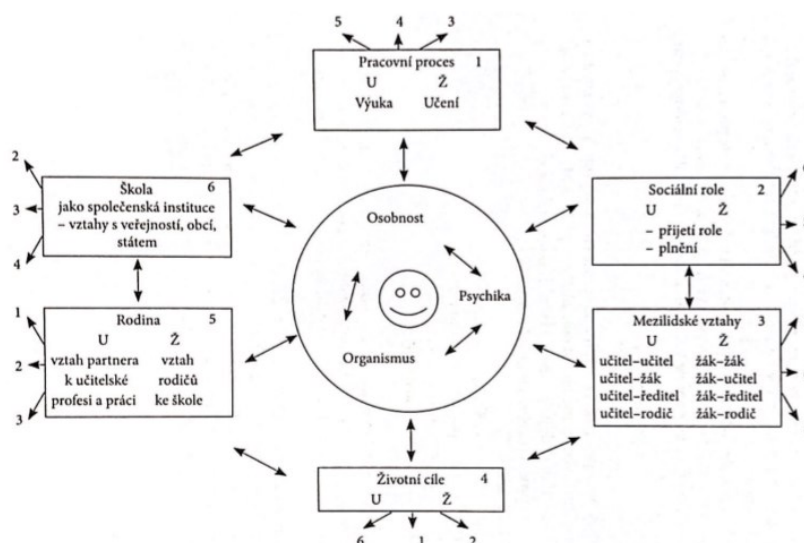 5 4 3
Pracovní proces 1
U Ž
Výuka Učení
2
3
4
Škola 6
jako společenská instituce
– vztahy s veřejností, obcí,
státem
Sociální role 2
U Ž
– přijetí role
– plnění
Osobnost
Psychika
Organismus
1
2
3
Rodina 5
U Ž
vztah partnera vztah
k učitelské rodičů
profesi a práci ke škole
Mezilidské vztahy 3
U Ž
učitel–učitel žák–žák
učitel–žák žák–učitel
učitel–ředitel žák–ředitel
učitel–rodič žák–rodič
Životní cíle 4
U Ž
6 1 2